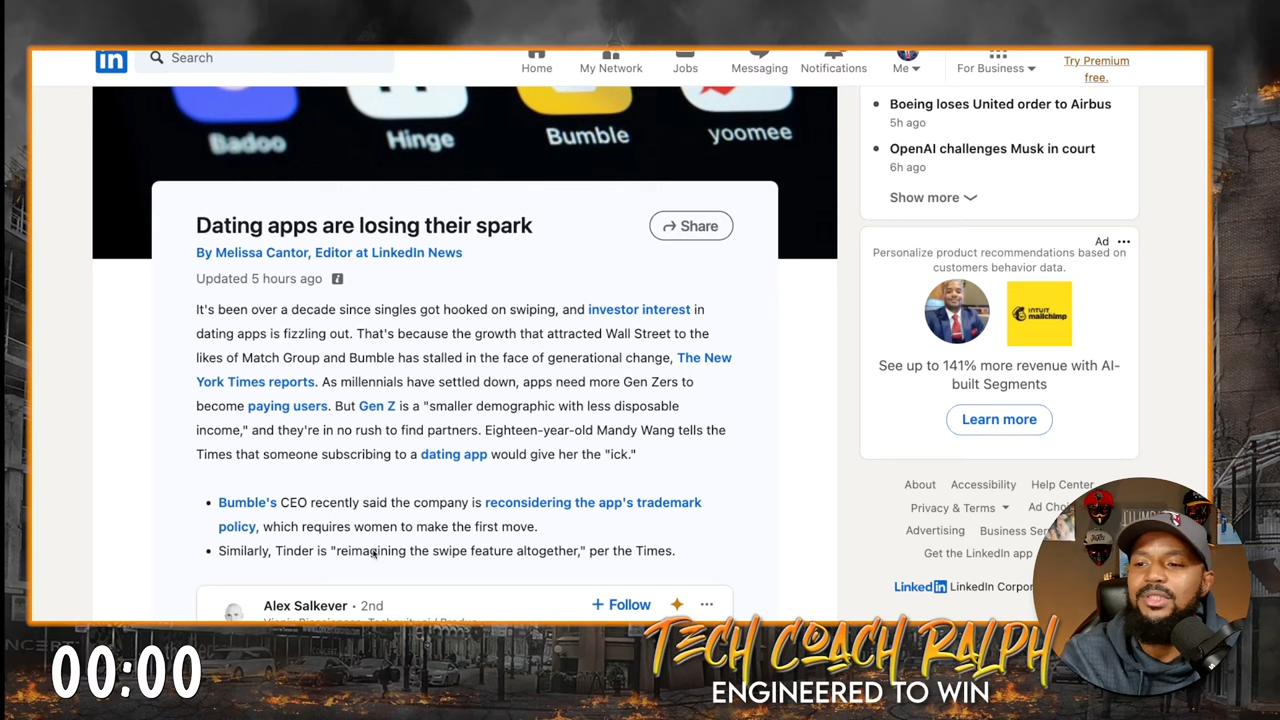 in
Search
Home
My Network
Jobs
Messaging
Notifications
Me
For Business
Try Premium
free.
Badoo
Hinge
Bumble
yoomee
Dating apps are losing their spark
Share
By Melissa Cantor, Editor at LinkedIn News
Updated 5 hours ago
It's been over a decade since singles got hooked on swiping, and investor interest in
dating apps is fizzling out. That's because the growth that attracted Wall Street to the
likes of Match Group and Bumble has stalled in the face of generational change, The New
York Times reports. As millennials have settled down, apps need more Gen Zers to
become paying users. But Gen Z is a "smaller demographic with less disposable
income," and they're in no rush to find partners. Eighteen-year-old Mandy Wang tells the
Times that someone subscribing to a dating app would give her the "ick."
• Bumble's CEO recently said the company is reconsidering the app's trademark
policy, which requires women to make the first move.
• Similarly, Tinder is "reimagining the swipe feature altogether," per the Times.
Alex Salkever • 2nd
+ Follow
Boeing loses United order to Airbus
5h ago
OpenAI challenges Musk in court
6h ago
Show more
Ad
Personalize product recommendations based on
customers behavior data.
INTUIT
mailchimp
See up to 141% more revenue with AI-
built Segments
Learn more
About
Accessibility
Help Center
Privacy & Terms
Ad
Advertising
Business
Get the LinkedIn app
LinkedIn LinkedIn
00:00
TECH COACH RALPH
ENGINEERED TO WIN